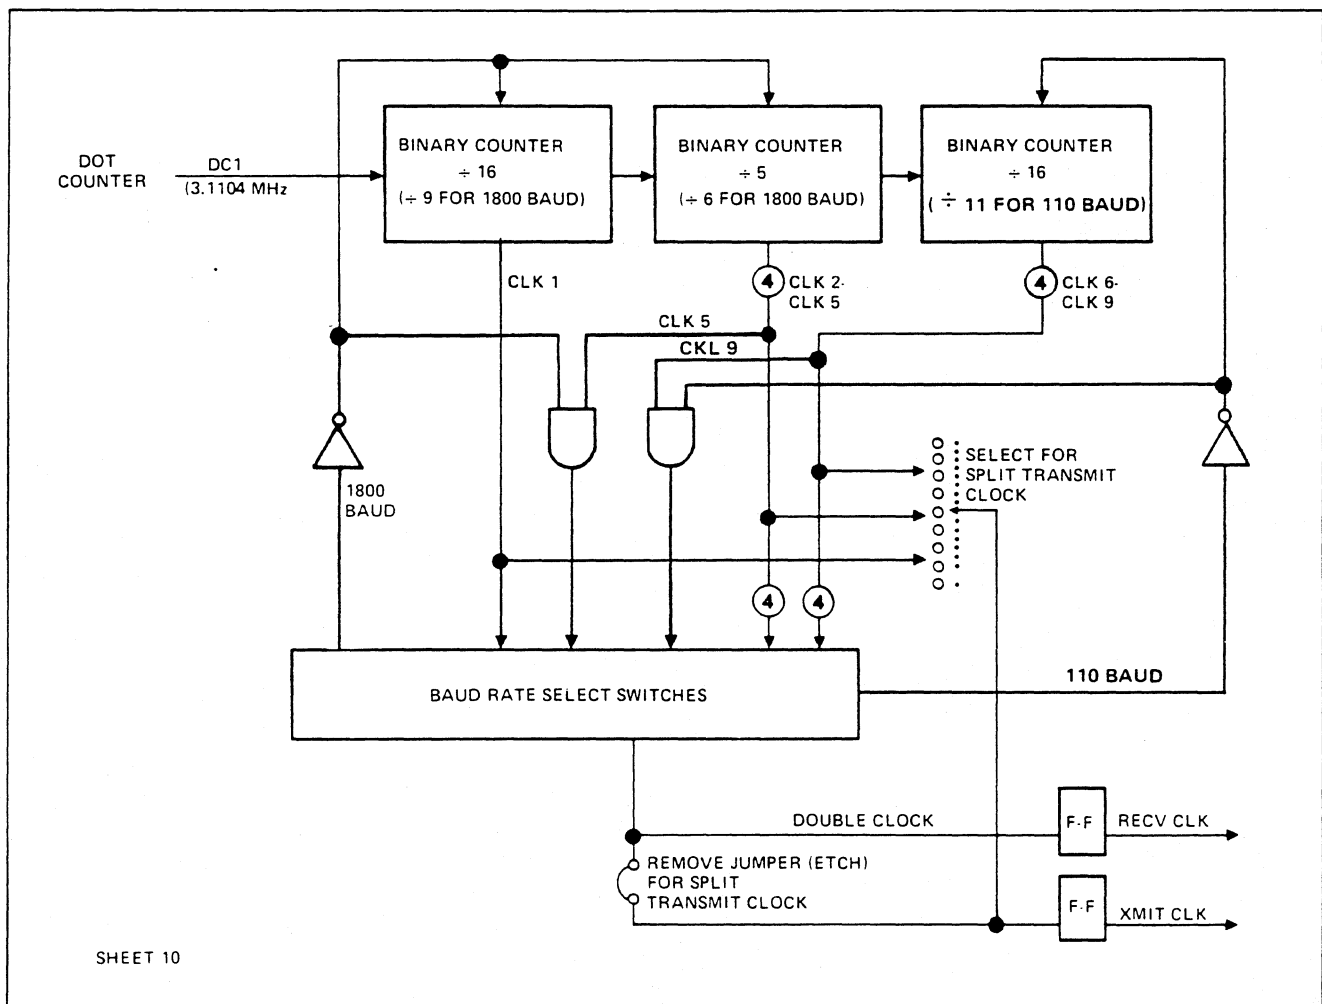 DOT
COUNTER
DC1
(3.1104 MHz
BINARY COUNTER
÷ 16
(÷ 9 FOR 1800 BAUD)
BINARY COUNTER
÷ 5
(÷ 6 FOR 1800 BAUD)
BINARY COUNTER
÷ 16
( ÷ 11 FOR 110 BAUD)
CLK 1
4
CLK 2-
CLK 5
4
CLK 6-
CLK 9
CLK 5
CKL 9
1800
BAUD
SELECT FOR
SPLIT TRANSMIT
CLOCK
4
4
BAUD RATE SELECT SWITCHES
110 BAUD
DOUBLE CLOCK
F-F
RECV CLK
REMOVE JUMPER (ETCH)
FOR SPLIT
TRANSMIT CLOCK
F-F
XMIT CLK
SHEET 10